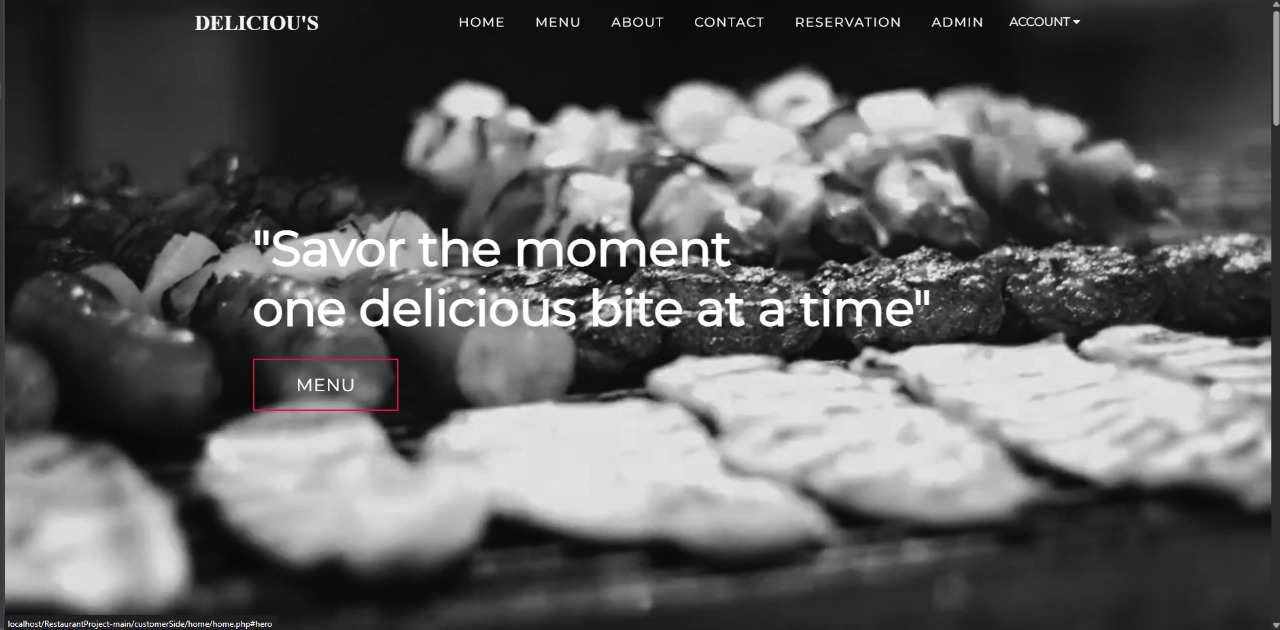 DELICIOU'S
HOME MENU ABOUT CONTACT RESERVATION ADMIN ACCOUNT
"Savor the moment
one delicious bite at a time"
MENU
localhost/RestaurantProject-main/customerSide/home/home.php#hero